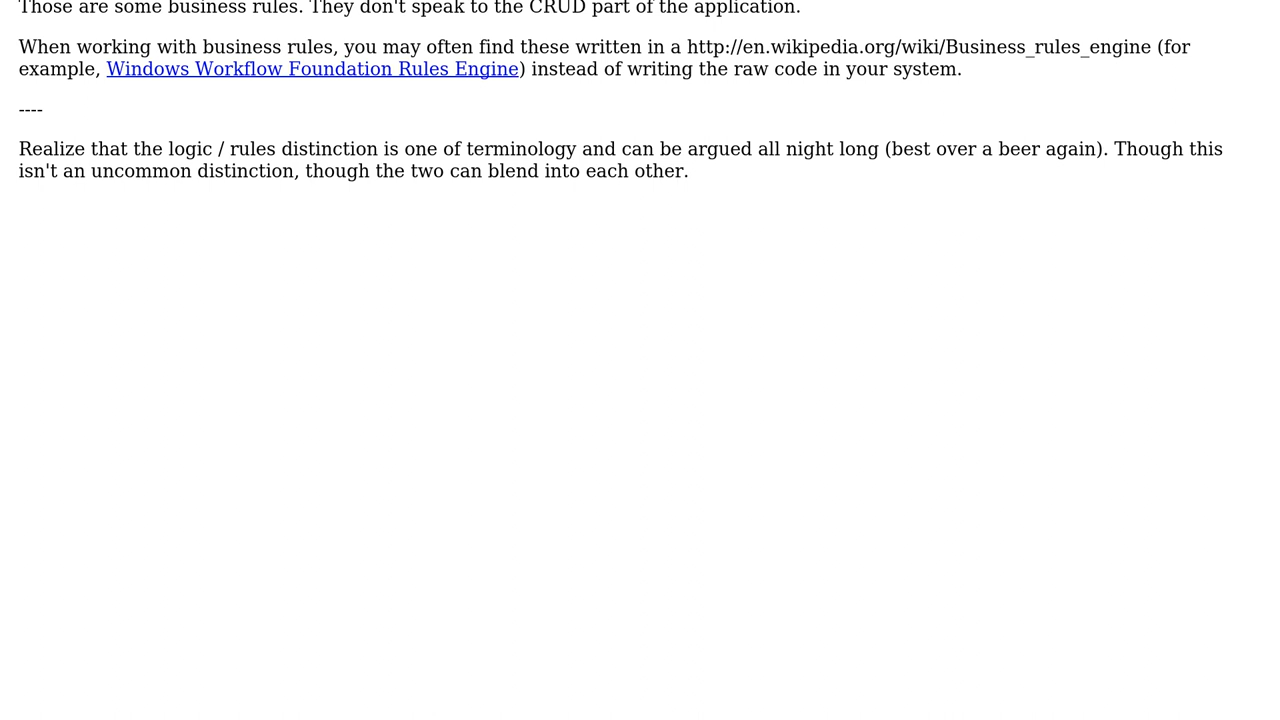 Those are some business rules. They don't speak to the CRUD part of the application.
When working with business rules, you may often find these written in a http://en.wikipedia.org/wiki/Business_rules_engine (for
example, Windows Workflow Foundation Rules Engine) instead of writing the raw code in your system.
----
Realize that the logic / rules distinction is one of terminology and can be argued all night long (best over a beer again). Though this
isn't an uncommon distinction, though the two can blend into each other.